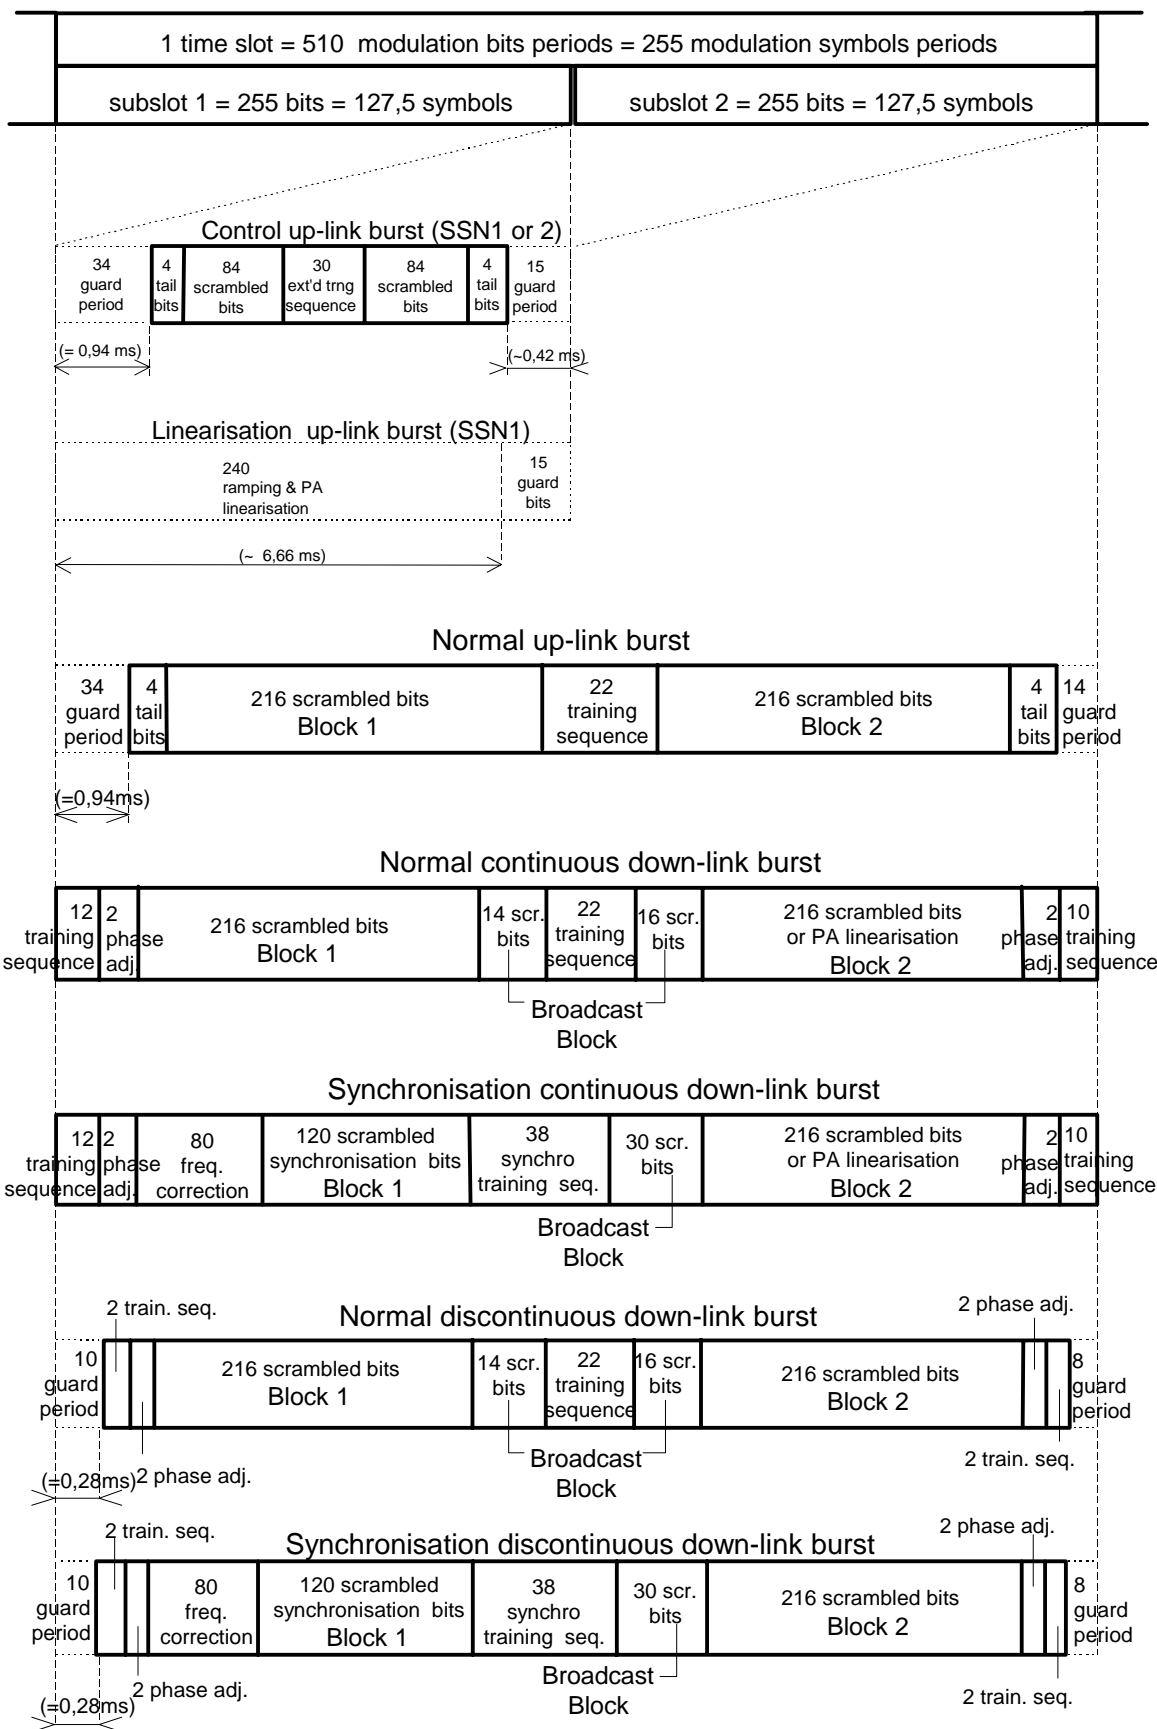 1 time slot = 510 modulation bits periods = 255 modulation symbols periods
subslot 1 = 255 bits = 127,5 symbols
subslot 2 = 255 bits = 127,5 symbols
Control up-link burst (SSN1 or 2)
34
guard
period
4
tail
bits
84
scrambled
bits
30
ext'd trng
sequence
84
scrambled
bits
4
tail
bits
15
guard
period
(= 0,94 ms)
(~0,42 ms)
Linearisation up-link burst (SSN1)
240
ramping & PA
linearisation
15
guard
bits
(~ 6,66 ms)
Normal up-link burst
34
guard
period
4
tail
bits
216 scrambled bits
Block 1
22
training
sequence
216 scrambled bits
Block 2
4
tail
bits
14
guard
period
(=0,94ms)
Normal continuous down-link burst
12
training
sequence
2
phase
adj.
216 scrambled bits
Block 1
14 scr.
bits
22
training
sequence
16 scr.
bits
216 scrambled bits
or PA linearisation
Block 2
2
phase
adj.
10
training
sequence
Broadcast
Block
Synchronisation continuous down-link burst
12
training
sequence
2
phase
adj.
80
freq.
correction
120 scrambled
synchronisation bits
Block 1
38
synchro
training seq.
30 scr.
bits
216 scrambled bits
or PA linearisation
Block 2
2
phase
adj.
10
training
sequence
Broadcast
Block
Normal discontinuous down-link burst
2 train. seq.
2 phase adj.
10
guard
period
216 scrambled bits
Block 1
14 scr.
bits
22
training
sequence
16 scr.
bits
216 scrambled bits
Block 2
8
guard
period
Broadcast
Block
2 train. seq.
(=0,28ms)
2 phase adj.
Synchronisation discontinuous down-link burst
2 train. seq.
2 phase adj.
10
guard
period
80
freq.
correction
120 scrambled
synchronisation bits
Block 1
38
synchro
training seq.
30 scr.
bits
216 scrambled bits
Block 2
8
guard
period
Broadcast
Block
2 phase adj.
2 train. seq.
(=0,28ms)